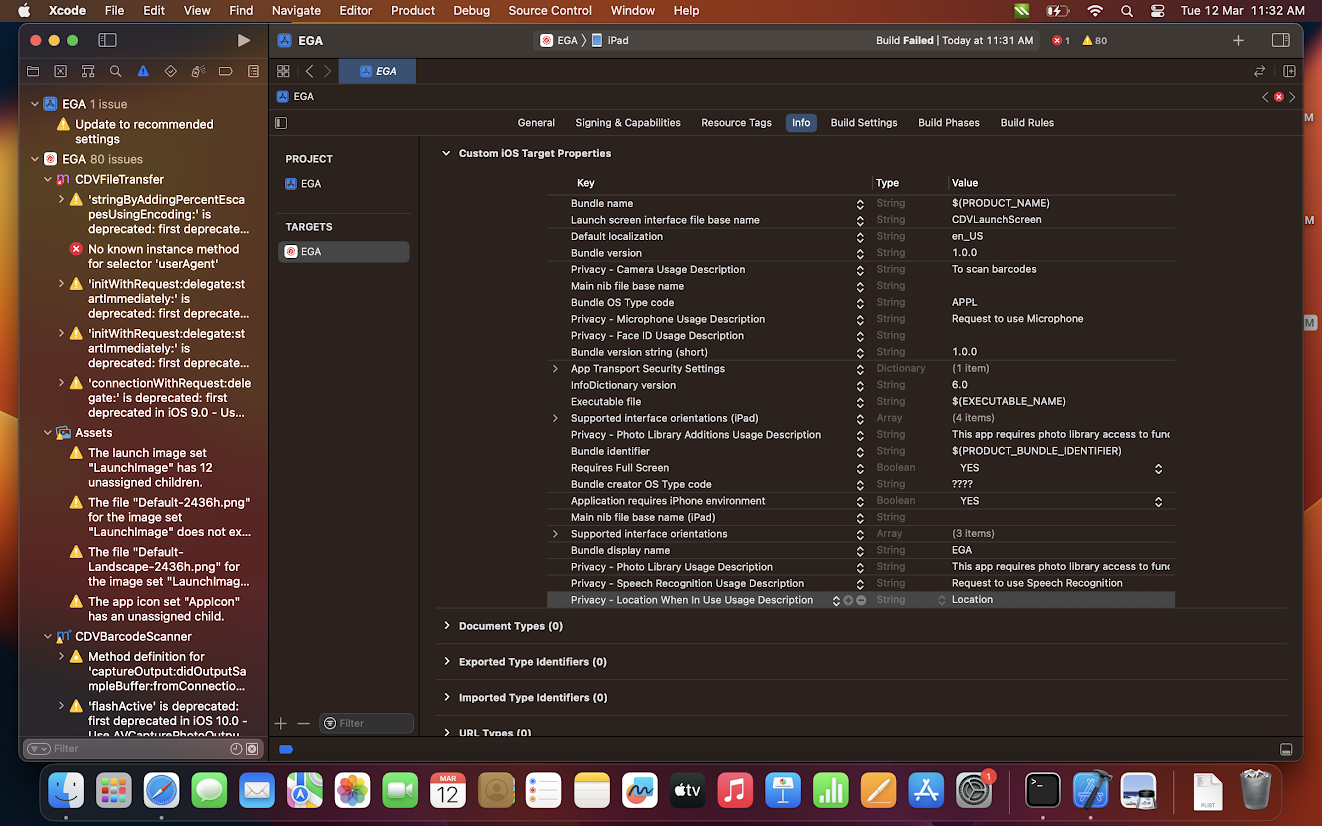 Xcode File Edit View Find Navigate Editor Product Debug Source Control Window Help Tue 12 Mar 11:32 AM
EGA EGA 〉 iPad Build Failed | Today at 11:31 AM 1 80
EGA
EGA
General Signing & Capabilities Resource Tags Info Build Settings Build Phases Build Rules
EGA 1 issue
Update to recommended
settings
EGA 80 issues
CDVFileTransfer
'stringByAddingPercentEsca
pesUsingEncoding:' is
deprecated: first deprecate...
No known instance method
for selector 'userAgent'
'initWithRequest:delegate:st
artImmediately:' is
deprecated: first deprecate...
'initWithRequest:delegate:st
artImmediately:' is
deprecated: first deprecate...
'connectionWithRequest:dele
gate:' is deprecated: first
deprecated in iOS 9.0 - Us...
Assets
The launch image set
"LaunchImage" has 12
unassigned children.
The file "Default-2436h.png"
for the image set
"LaunchImage" does not ex...
The file "Default-
Landscape-2436h.png" for
the image set "LaunchImag...
The app icon set "AppIcon"
has an unassigned child.
CDVBarcodeScanner
Method definition for
'captureOutput:didOutputSa
mpleBuffer:fromConnectio...
'flashActive' is deprecated:
first deprecated in iOS 10.0 -
Use AVCapturePhotoOutpu
Filter
PROJECT
EGA
TARGETS
EGA
Filter
Custom iOS Target Properties
Key Type Value
Bundle name String $(PRODUCT_NAME)
Launch screen interface file base name String CDVLaunchScreen
Default localization String en_US
Bundle version String 1.0.0
Privacy - Camera Usage Description String To scan barcodes
Main nib file base name String
Bundle OS Type code String APPL
Privacy - Microphone Usage Description String Request to use Microphone
Privacy - Face ID Usage Description String
Bundle version string (short) String 1.0.0
App Transport Security Settings Dictionary (1 item)
InfoDictionary version String 6.0
Executable file String $(EXECUTABLE_NAME)
Supported interface orientations (iPad) Array (4 items)
Privacy - Photo Library Additions Usage Description String This app requires photo library access to func
Bundle identifier String $(PRODUCT_BUNDLE_IDENTIFIER)
Requires Full Screen Boolean YES
Bundle creator OS Type code String ????
Application requires iPhone environment Boolean YES
Main nib file base name (iPad) String
Supported interface orientations Array (3 items)
Bundle display name String EGA
Privacy - Photo Library Usage Description String This app requires photo library access to func
Privacy - Speech Recognition Usage Description String Request to use Speech Recognition
Privacy - Location When In Use Usage Description String Location
Document Types (0)
Exported Type Identifiers (0)
Imported Type Identifiers (0)
URL Types (0)
M
M
M
MAR
12
tv
1
PLIST